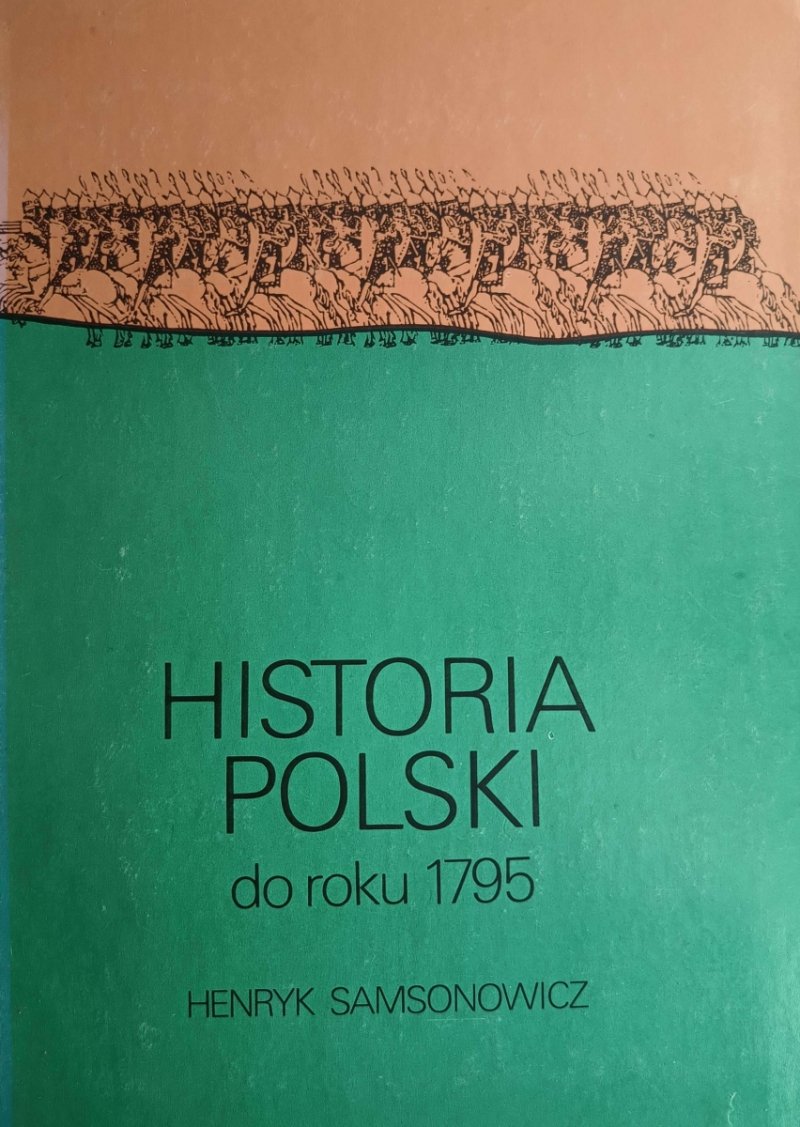 HISTORIA
POLSKI
do roku 1795
HENRYK SAMSONOWICZ